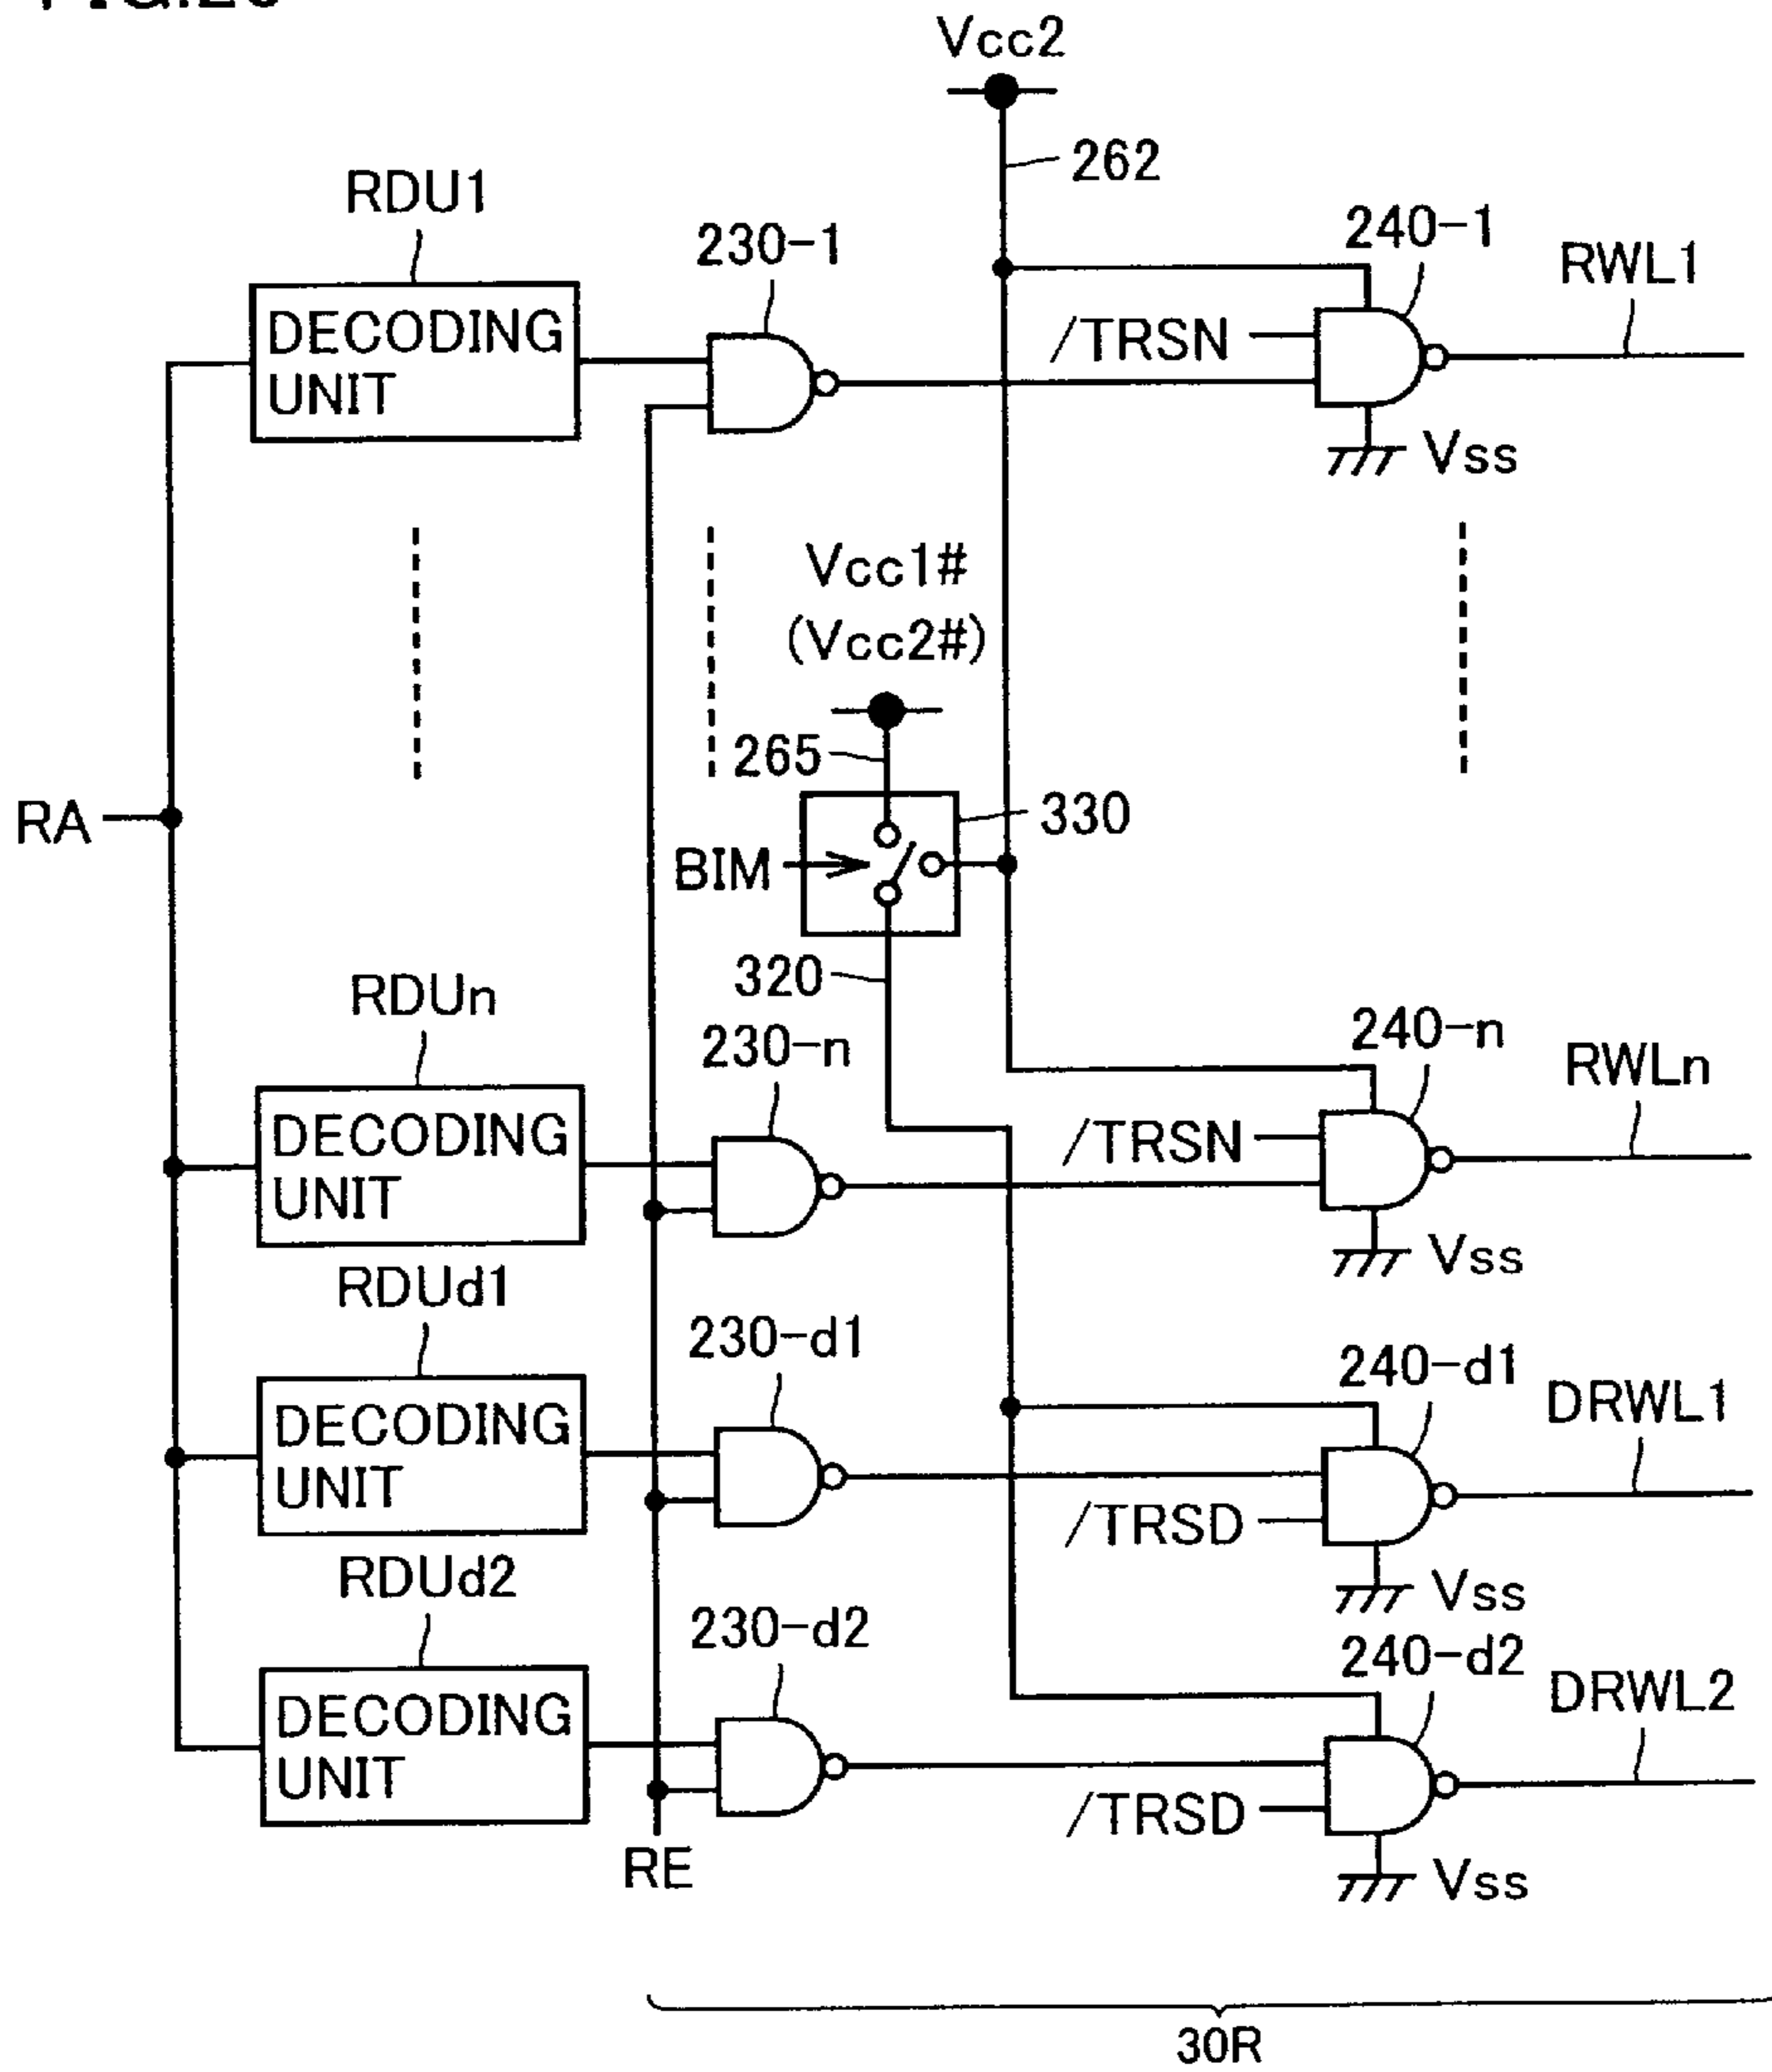 Vcc2
262
RDU1
230-1
240-1
RWL1
DECODING
UNIT
/TRSN
Vss
Vcc1#
(Vcc2#)
265
330
RA
BIM
320
RDUn
230-n
240-n
RWLn
DECODING
UNIT
/TRSN
Vss
RDUd1
230-d1
240-d1
DRWL1
DECODING
UNIT
/TRSD
Vss
RDUd2
230-d2
240-d2
DRWL2
DECODING
UNIT
/TRSD
Vss
RE
30R